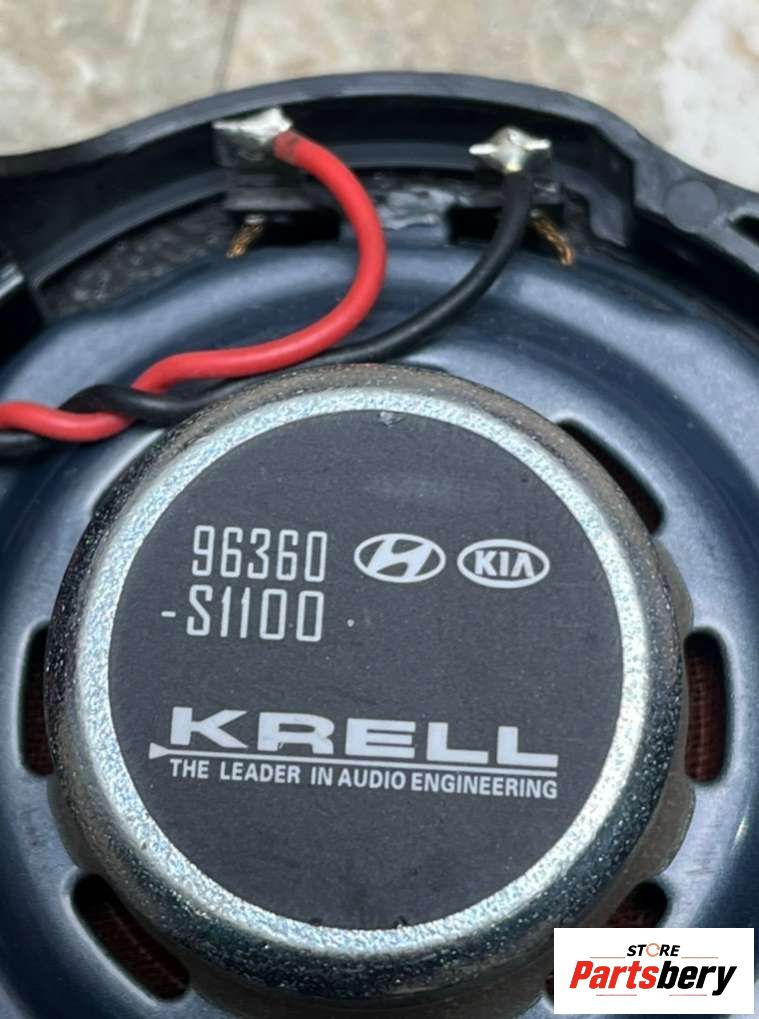 96360
-S1100
KIA
KRELL
THE LEADER IN AUDIO ENGINEERING
STORE
Partsbery